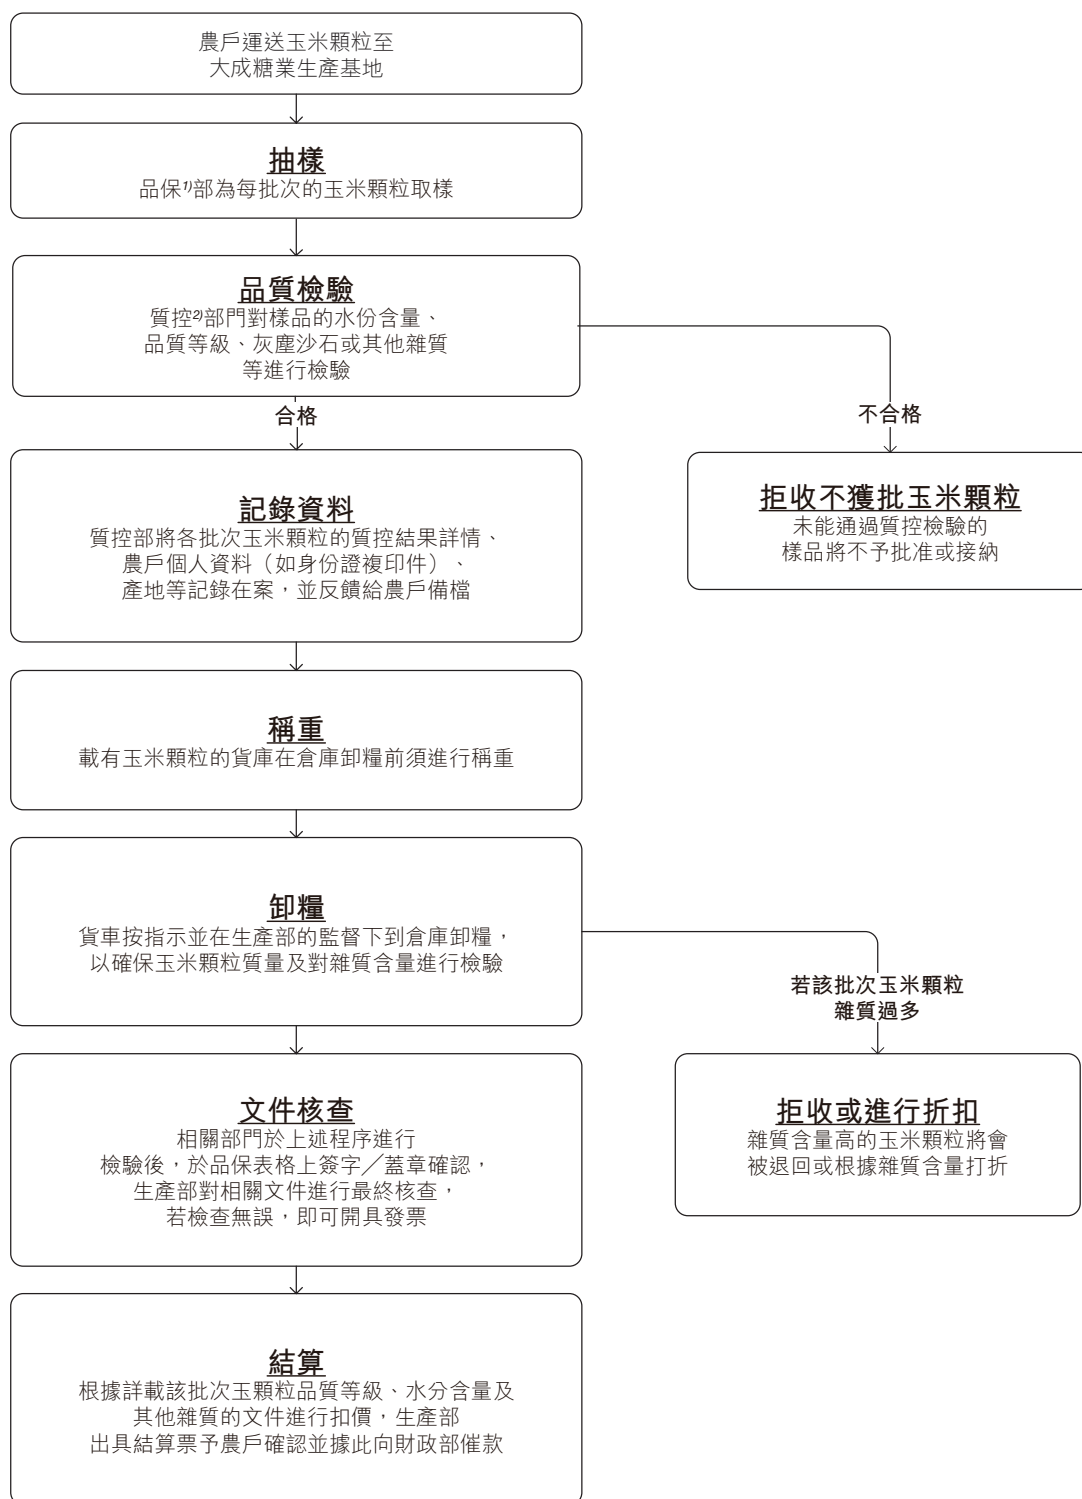 農戶運送玉米顆粒至
大成糖業生產基地
抽樣
品保1)部為每批次的玉米顆粒取樣
品質檢驗
質控2)部門對樣品的水份含量、
品質等級、灰塵沙石或其他雜質
等進行檢驗
合格
不合格
記錄資料
質控部將各批次玉米顆粒的質控結果詳情、
農戶個人資料（如身份證複印件）、
產地等記錄在案，並反饋給農戶備檔
拒收不獲批玉米顆粒
未能通過質控檢驗的
樣品將不予批准或接納
稱重
載有玉米顆粒的貨庫在倉庫卸糧前須進行稱重
卸糧
貨車按指示並在生產部的監督下到倉庫卸糧，
以確保玉米顆粒質量及對雜質含量進行檢驗
若該批次玉米顆粒
雜質過多
文件核查
相關部門於上述程序進行
檢驗後，於品保表格上簽字／蓋章確認，
生產部對相關文件進行最終核查，
若檢查無誤，即可開具發票
拒收或進行折扣
雜質含量高的玉米顆粒將會
被退回或根據雜質含量打折
結算
根據詳載該批次玉顆粒品質等級、水分含量及
其他雜質的文件進行扣價，生產部
出具結算票予農戶確認並據此向財政部催款